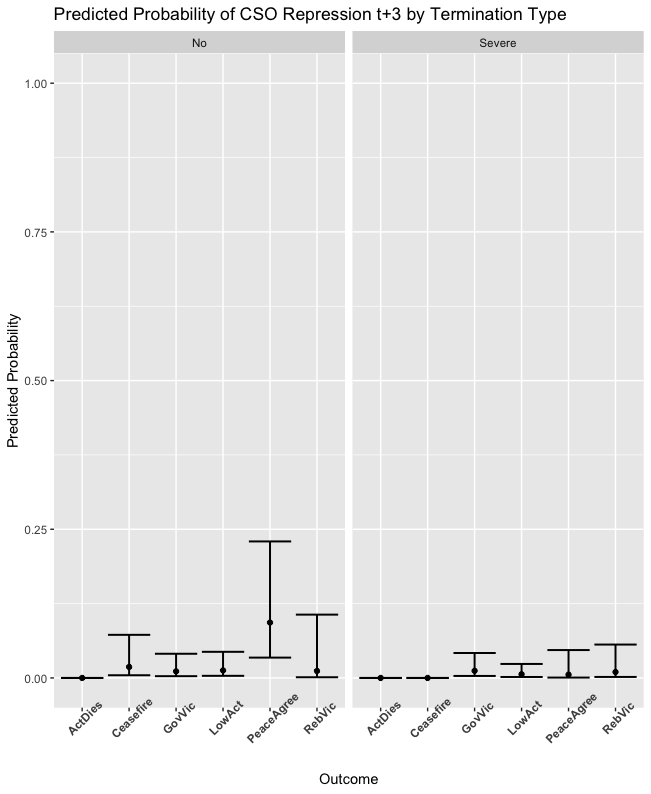 Predicted Probability of CSO Repression t+3 by Termination Type
No
Severe
1.00
0.75
0.50
0.25
0.00
Predicted Probability
ActDies
Ceasefire
GovVic
LowAct
PeaceAgree
RebVic
ActDies
Ceasefire
GovVic
LowAct
PeaceAgree
RebVic
Outcome